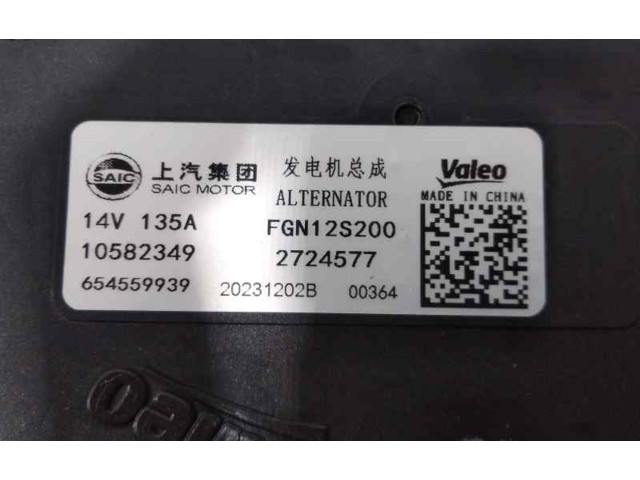 SAIC 上汽集团 发电机总成 Valeo
SAIC MOTOR ALTERNATOR MADE IN CHINA
14V 135A FGN12S200
10582349 2724577
654559939 20231202B 00364
Valeo